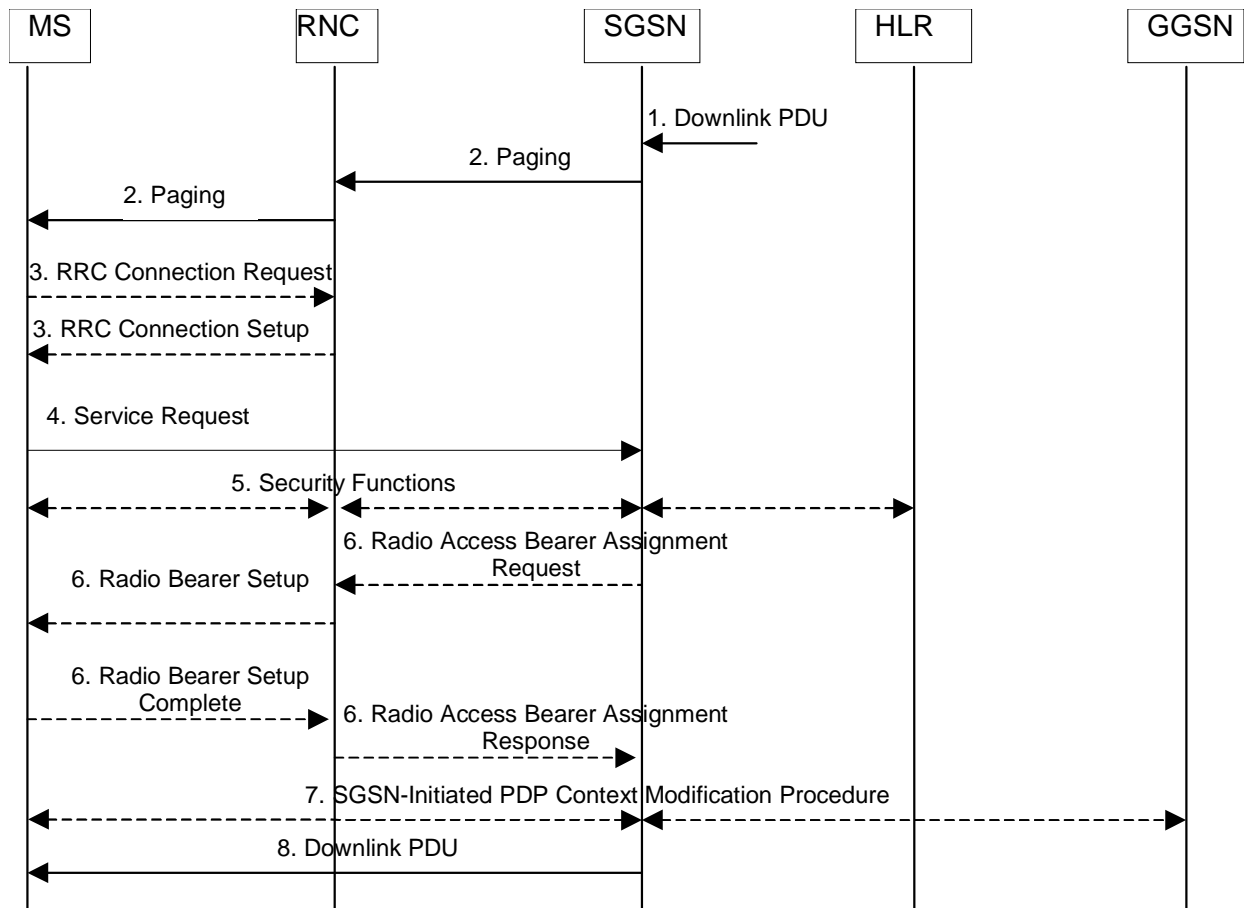 MS
RNC
SGSN
HLR
GGSN
1. Downlink PDU
2. Paging
2. Paging
3. RRC Connection Request
3. RRC Connection Setup
4. Service Request
5. Security Functions
6. Radio Access Bearer Assignment
Request
6. Radio Bearer Setup
6. Radio Bearer Setup
Complete
6. Radio Access Bearer Assignment
Response
7. SGSN-Initiated PDP Context Modification Procedure
8. Downlink PDU